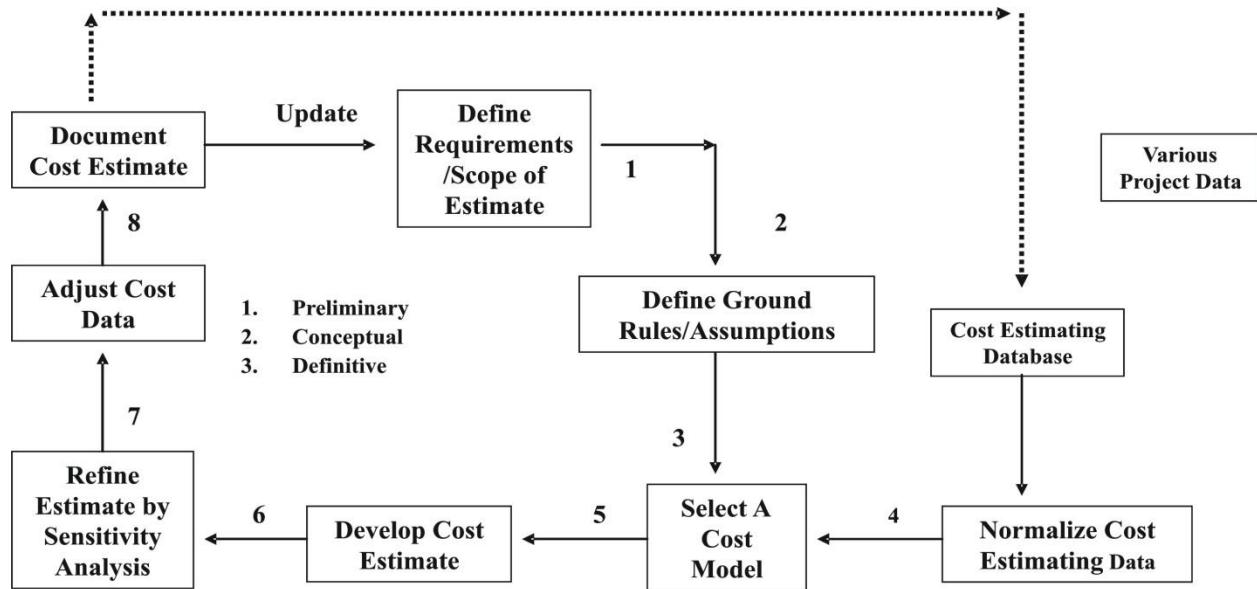 Document
Cost Estimate
Update
Define
Requirements
/Scope of
Estimate
1
Various
Project Data
2
8
Adjust Cost
Data
1. Preliminary
2. Conceptual
3. Definitive
Define Ground
Rules/Assumptions
Cost Estimating
Database
7
3
Refine
Estimate by
Sensitivity
Analysis
6
Develop Cost
Estimate
5
Select A
Cost
Model
4
Normalize Cost
Estimating Data